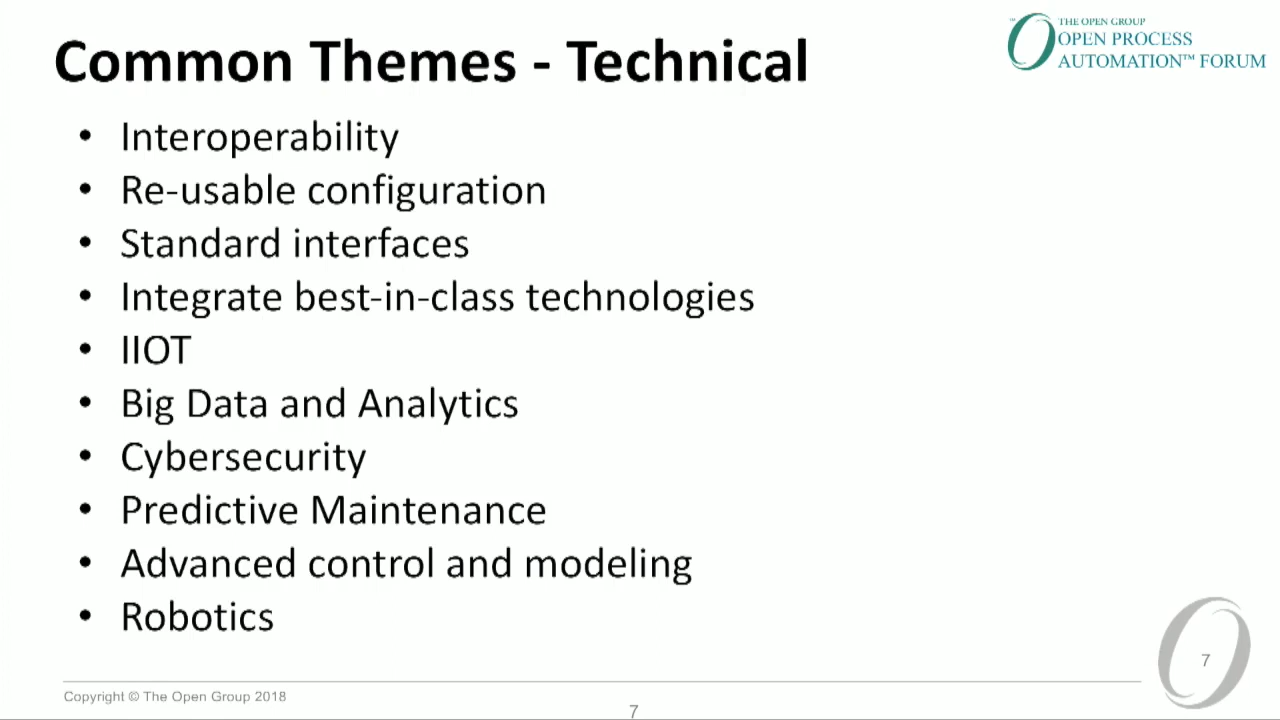 Common Themes - Technical
THE OPEN GROUP
OPEN PROCESS
AUTOMATION™ FORUM
• Interoperability
• Re-usable configuration
• Standard interfaces
• Integrate best-in-class technologies
• IIOT
• Big Data and Analytics
• Cybersecurity
• Predictive Maintenance
• Advanced control and modeling
• Robotics
7
Copyright © The Open Group 2018
7